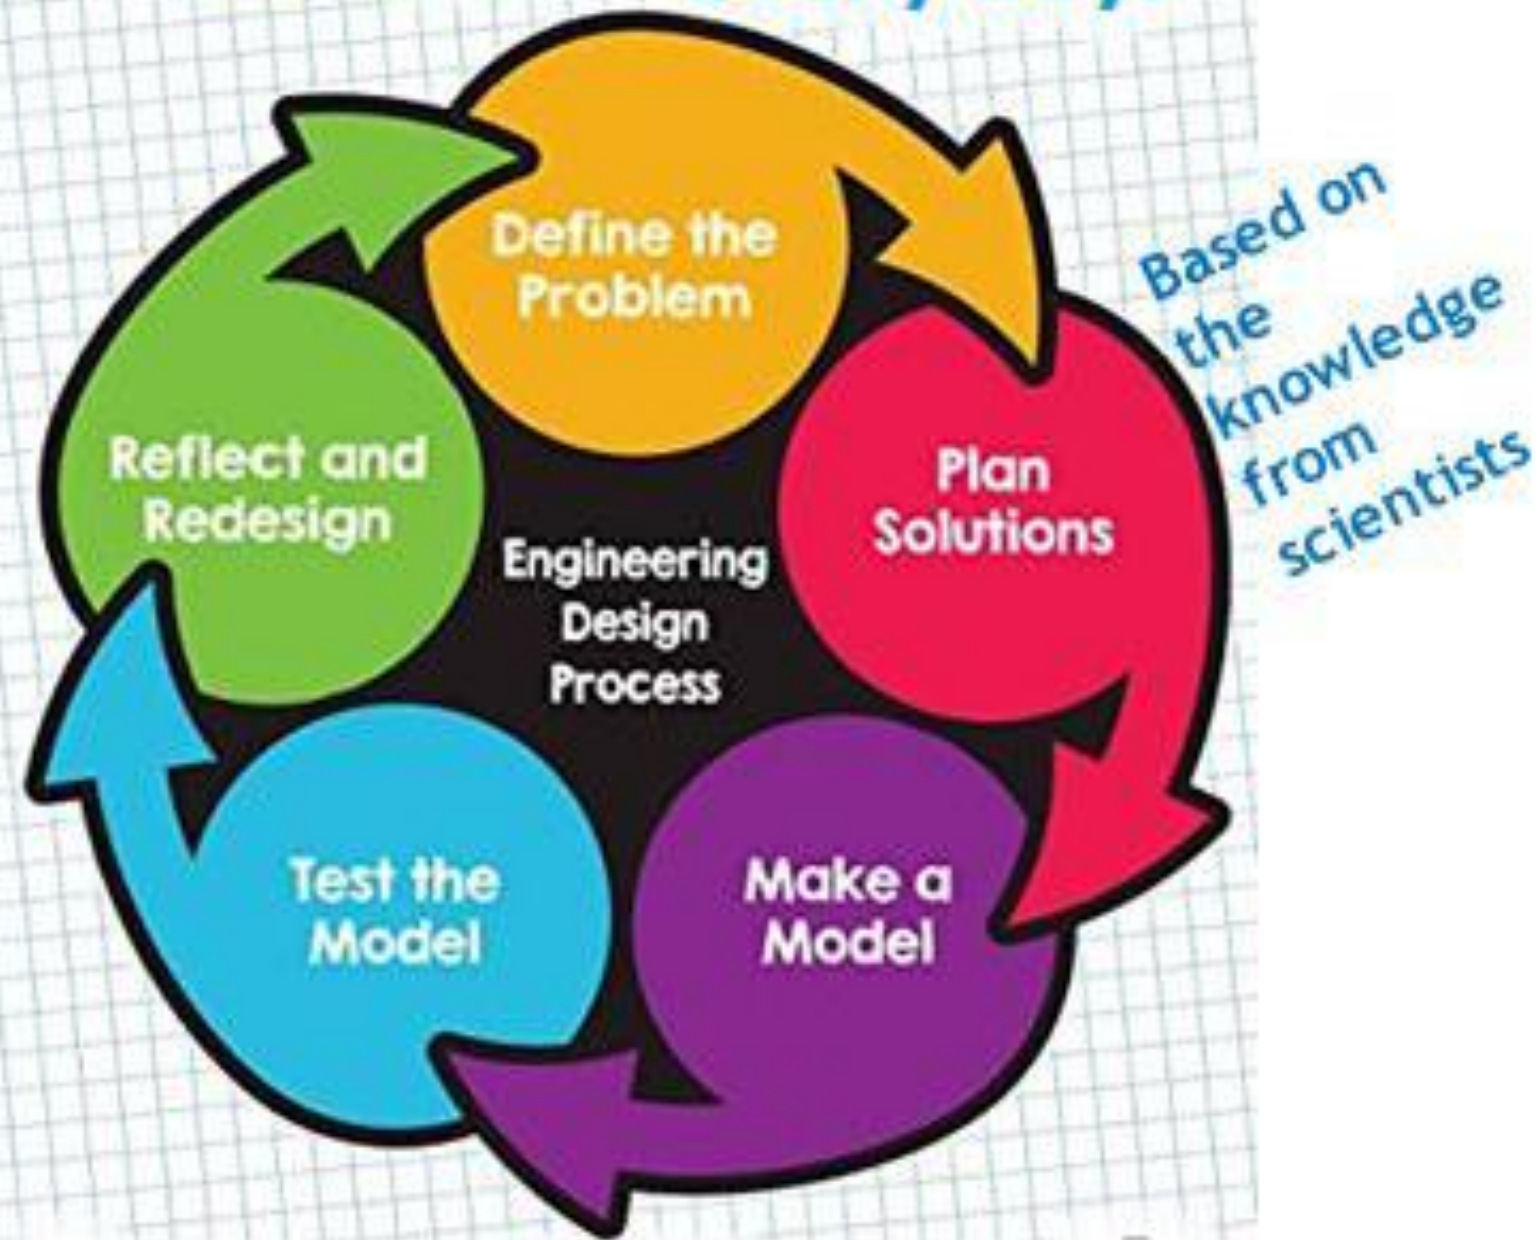 Define the
Problem
Plan
Solutions
Make a
Model
Test the
Model
Reflect and
Redesign
Engineering
Design
Process
Based on
the
knowledge
from
scientists